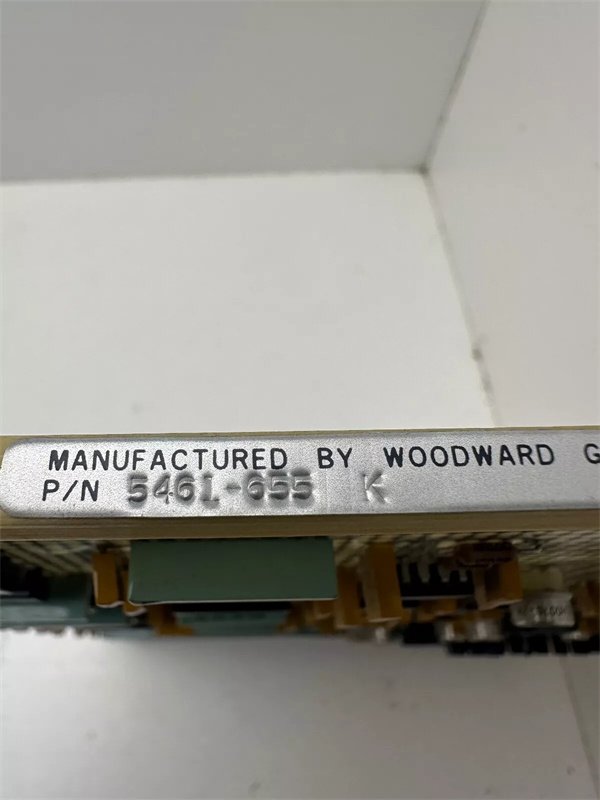 MANUFACTURED BY WOODWARD G
P/N 5461-655 K